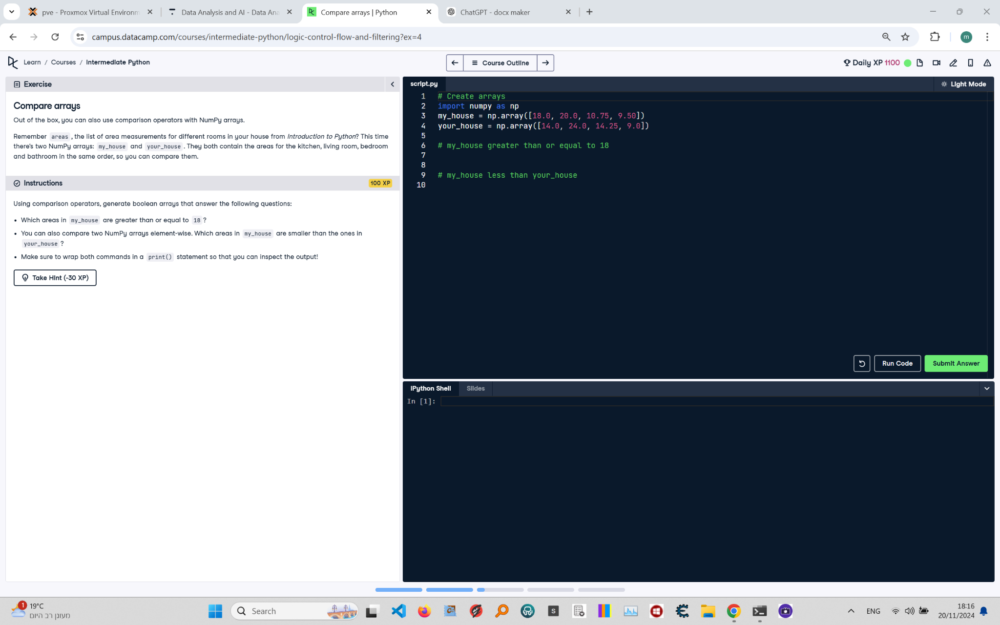 pve - Proxmox Virtual Environm
Data Analysis and AI - Data Ana
Compare arrays | Python
ChatGPT - docx maker
campus.datacamp.com/courses/intermediate-python/logic-control-flow-and-filtering?ex=4
m
Learn / Courses / Intermediate Python
Course Outline
Daily XP 1100
Exercise
Compare arrays
Out of the box, you can also use comparison operators with NumPy arrays.
Remember areas, the list of area measurements for different rooms in your house from Introduction to Python? This time
there's two NumPy arrays: my_house and your_house. They both contain the areas for the kitchen, living room, bedroom
and bathroom in the same order, so you can compare them.
Instructions
100 XP
Using comparison operators, generate boolean arrays that answer the following questions:
• Which areas in my_house are greater than or equal to 18?
• You can also compare two NumPy arrays element-wise. Which areas in my_house are smaller than the ones in
your_house?
• Make sure to wrap both commands in a print() statement so that you can inspect the output!
Take Hint (-30 XP)
script.py
Light Mode
1 # Create arrays
2 import numpy as np
3 my_house = np.array([18.0, 20.0, 10.75, 9.50])
4 your_house = np.array([14.0, 24.0, 14.25, 9.0])
5
6 # my_house greater than or equal to 18
7
8
9 # my_house less than your_house
10
Run Code
Submit Answer
IPython Shell
Slides
In [1]:
1
19°C
מעונן רב היום
Search
S
ENG
18:16
20/11/2024